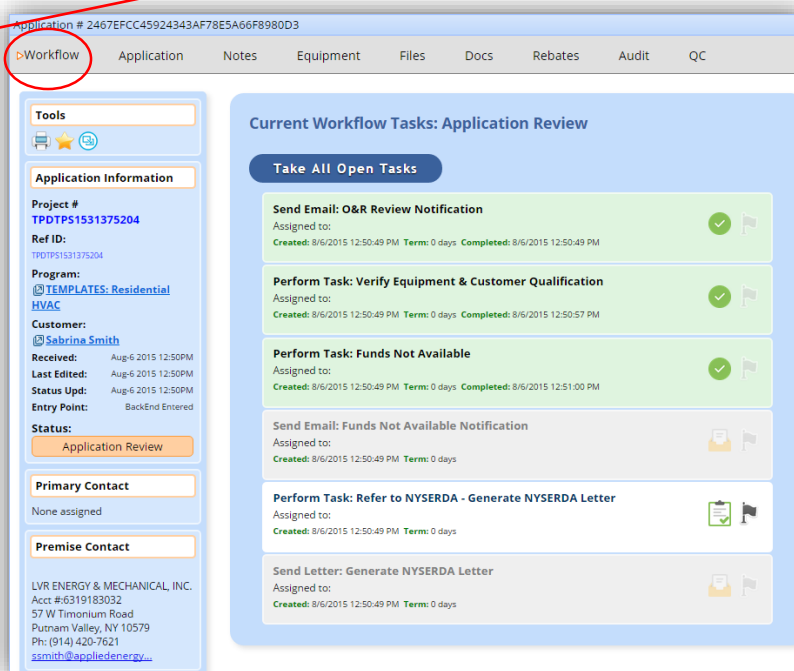 Application # 2467EFCC45924343AF78E5A66F8980D3
Workflow Application Notes Equipment Files Docs Rebates Audit QC
Tools
Application Information
Project #
TPDTPS1531375204
Ref ID:
TPDTPS1531375204
Program:
TEMPLATES: Residential
HVAC
Customer:
Sabrina Smith
Received: Aug-6 2015 12:50PM
Last Edited: Aug-6 2015 12:50PM
Status Upd: Aug-6 2015 12:50PM
Entry Point: BackEnd Entered
Status:
Application Review
Primary Contact
None assigned
Premise Contact
LVR ENERGY & MECHANICAL, INC.
Acct #:6319183032
57 W Timonium Road
Putnam Valley, NY 10579
Ph: (914) 420-7621
ssmith@appliedenergy...
Current Workflow Tasks: Application Review
Take All Open Tasks
Send Email: O&R Review Notification
Assigned to:
Created: 8/6/2015 12:50:49 PM Term: 0 days Completed: 8/6/2015 12:50:49 PM
Perform Task: Verify Equipment & Customer Qualification
Assigned to:
Created: 8/6/2015 12:50:49 PM Term: 0 days Completed: 8/6/2015 12:50:57 PM
Perform Task: Funds Not Available
Assigned to:
Created: 8/6/2015 12:50:49 PM Term: 0 days Completed: 8/6/2015 12:51:00 PM
Send Email: Funds Not Available Notification
Assigned to:
Created: 8/6/2015 12:50:49 PM Term: 0 days
Perform Task: Refer to NYSERDA - Generate NYSERDA Letter
Assigned to:
Created: 8/6/2015 12:50:49 PM Term: 0 days
Send Letter: Generate NYSERDA Letter
Assigned to:
Created: 8/6/2015 12:50:49 PM Term: 0 days